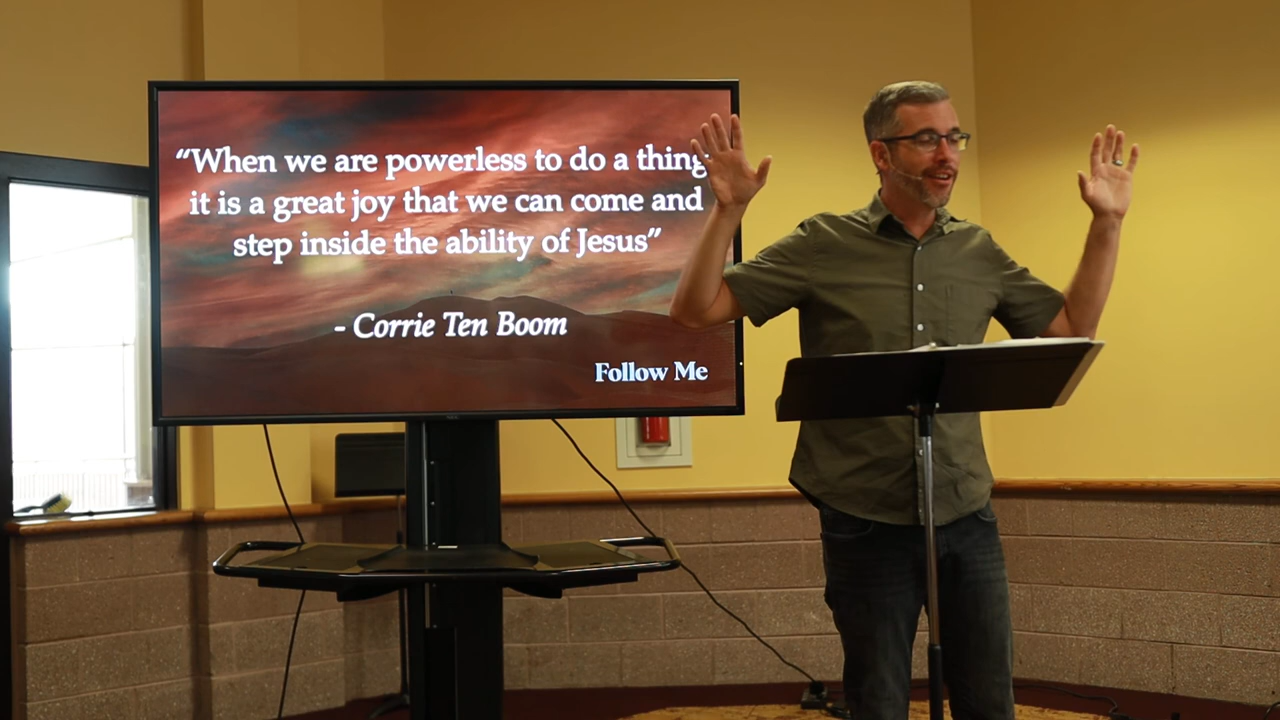 “When we are powerless to do a thing
it is a great joy that we can come and
step inside the ability of Jesus”
- Corrie Ten Boom
Follow Me